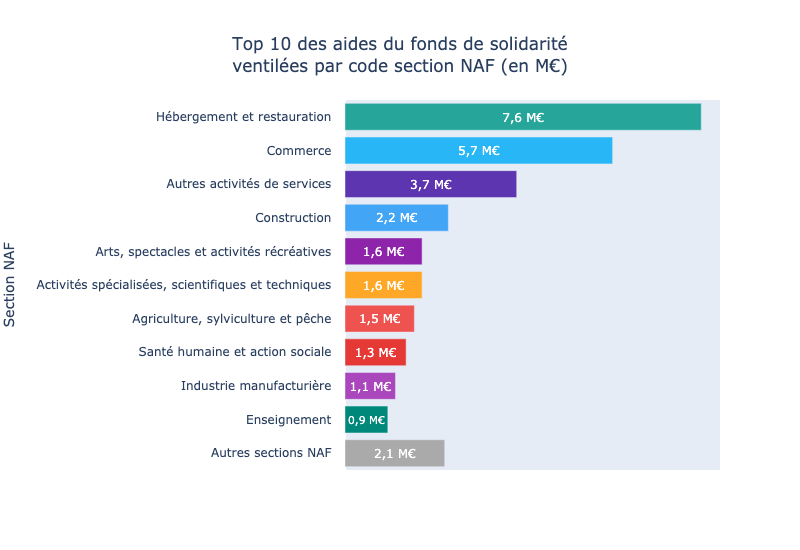 Top 10 des aides du fonds de solidarité
ventilées par code section NAF (en M€)
Section NAF
Hébergement et restauration 7,6 M€
Commerce 5,7 M€
Autres activités de services 3,7 M€
Construction 2,2 M€
Arts, spectacles et activités récréatives 1,6 M€
Activités spécialisées, scientifiques et techniques 1,6 M€
Agriculture, sylviculture et pêche 1,5 M€
Santé humaine et action sociale 1,3 M€
Industrie manufacturière 1,1 M€
Enseignement 0,9 M€
Autres sections NAF 2,1 M€